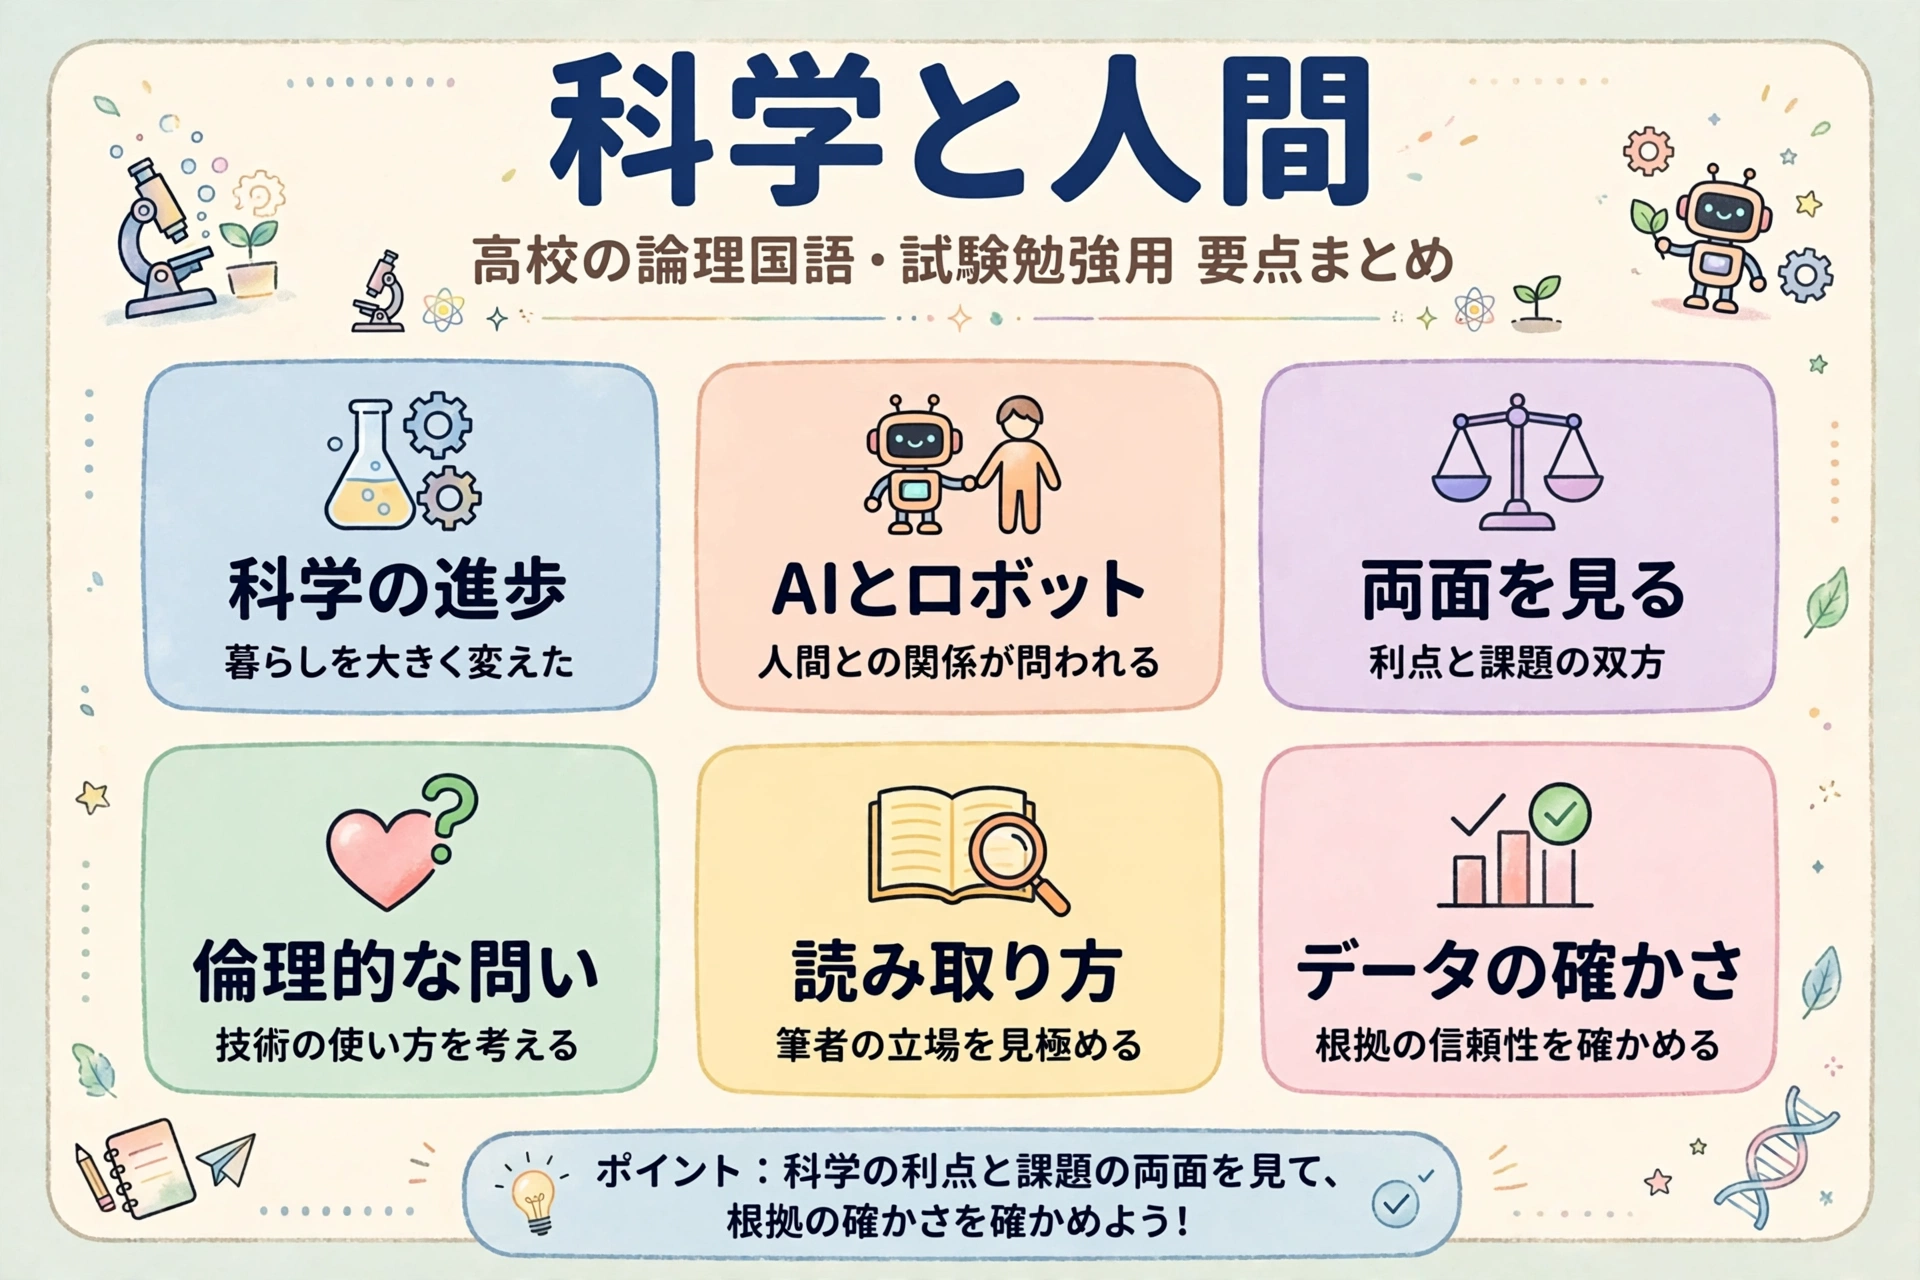 科学と人間
高校の論理国語・試験勉強用 要点まとめ
科学の進歩
暮らしを大きく変えた
AIとロボット
人間との関係が問われる
両面を見る
利点と課題の双方
倫理的な問い
技術の使い方を考える
読み取り方
筆者の立場を見極める
データの確かさ
根拠の信頼性を確かめる
ポイント：科学の利点と課題の両面を見て、
根拠の確かさを確かめよう！